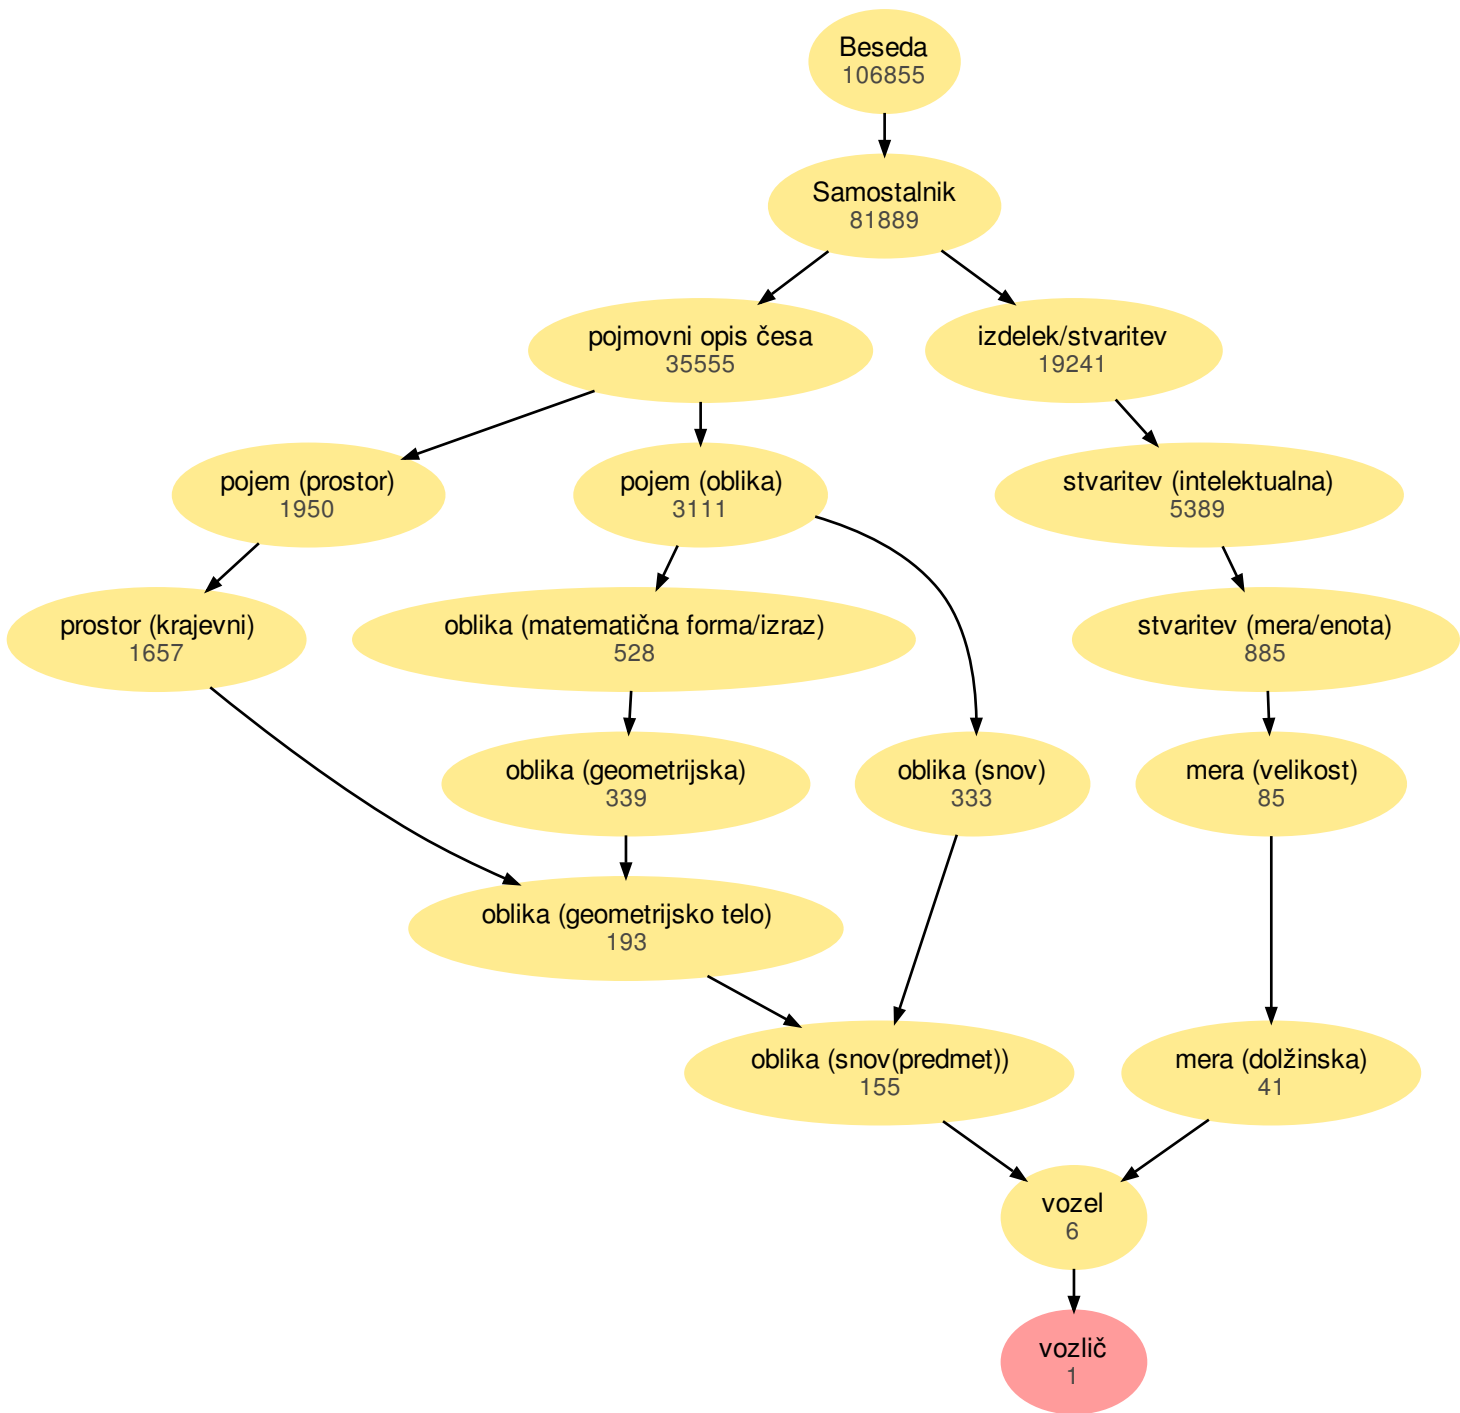 Beseda
106855
Samostalnik
81889
pojmovni opis česa
35555
izdelek/stvaritev
19241
pojem (prostor)
1950
pojem (oblika)
3111
stvaritev (intelektualna)
5389
prostor (krajevni)
1657
oblika (matematična forma/izraz)
528
stvaritev (mera/enota)
885
oblika (geometrijska)
339
oblika (snov)
333
mera (velikost)
85
oblika (geometrijsko telo)
193
oblika (snov(predmet))
155
mera (dolžinska)
41
vozel
6
vozlič
1